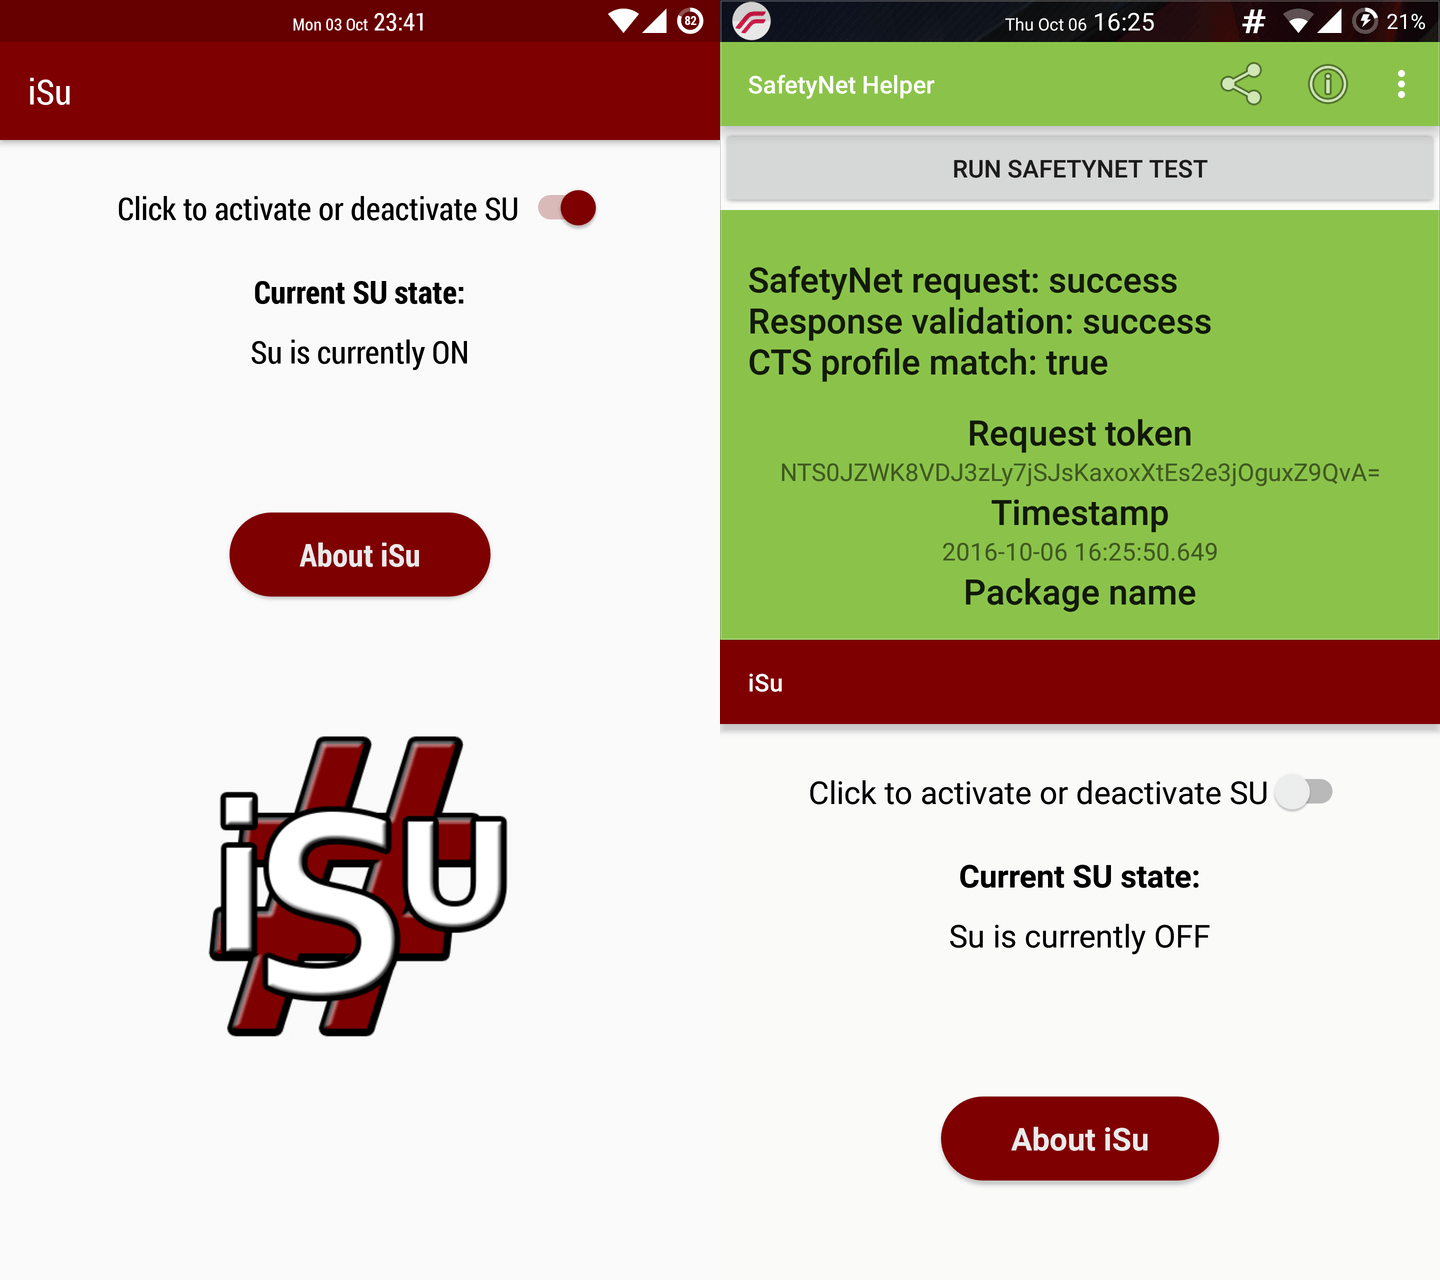 Mon 03 Oct 23:41
82
iSu
Click to activate or deactivate SU
Current SU state:
Su is currently ON
About iSu
#
iSu
Thu Oct 06 16:25
# 21%
SafetyNet Helper
RUN SAFETYNET TEST
SafetyNet request: success
Response validation: success
CTS profile match: true
Request token
NTS0JZWK8VDJ3zLy7jSJsKaxoxXtEs2e3jOguxZ9QvA=
Timestamp
2016-10-06 16:25:50.649
Package name
iSu
Click to activate or deactivate SU
Current SU state:
Su is currently OFF
About iSu